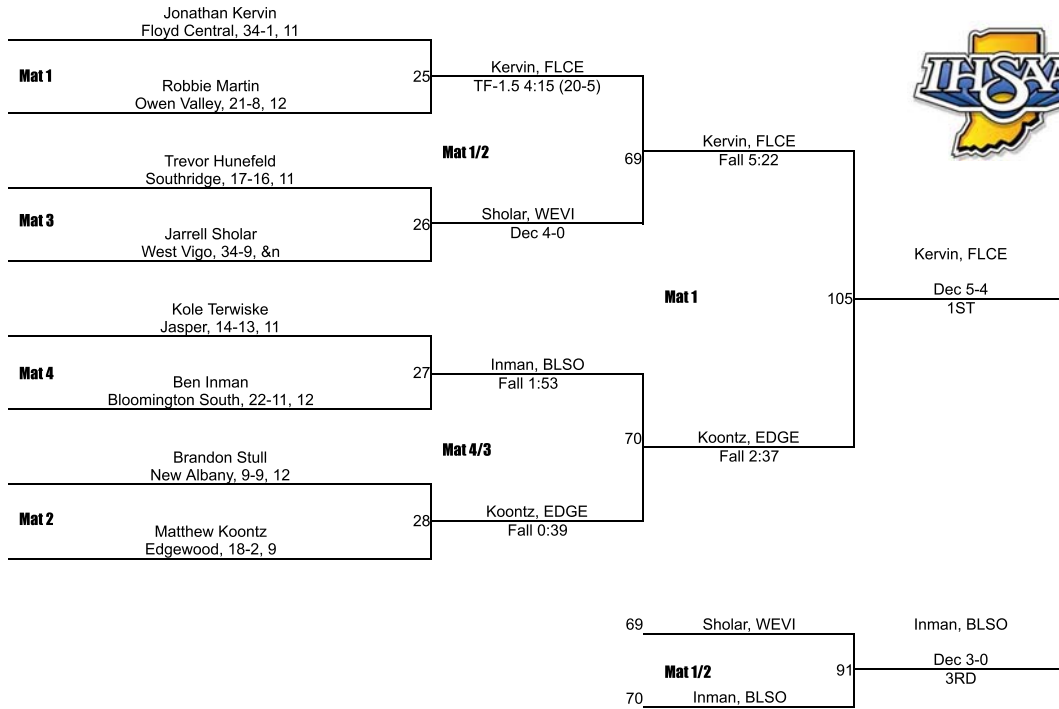 Jonathan Kervin
Floyd Central, 34-1, 11
Mat 1
25
Robbie Martin
Owen Valley, 21-8, 12
Kervin, FLCE
TF-1.5 4:15 (20-5)
Mat 1/2
69
Trevor Hunefeld
Southridge, 17-16, 11
Mat 3
26
Jarrell Sholar
West Vigo, 34-9, &n
Sholar, WEVI
Dec 4-0
Kervin, FLCE
Fall 5:22
IHSAA
Mat 1
105
Kervin, FLCE
Dec 5-4
1ST
Kole Terwiske
Jasper, 14-13, 11
Mat 4
27
Ben Inman
Bloomington South, 22-11, 12
Inman, BLSO
Fall 1:53
Mat 4/3
70
Koontz, EDGE
Fall 2:37
Brandon Stull
New Albany, 9-9, 12
Mat 2
28
Matthew Koontz
Edgewood, 18-2, 9
Koontz, EDGE
Fall 0:39
69
Sholar, WEVI
Mat 1/2
91
70
Inman, BLSO
Inman, BLSO
Dec 3-0
3RD